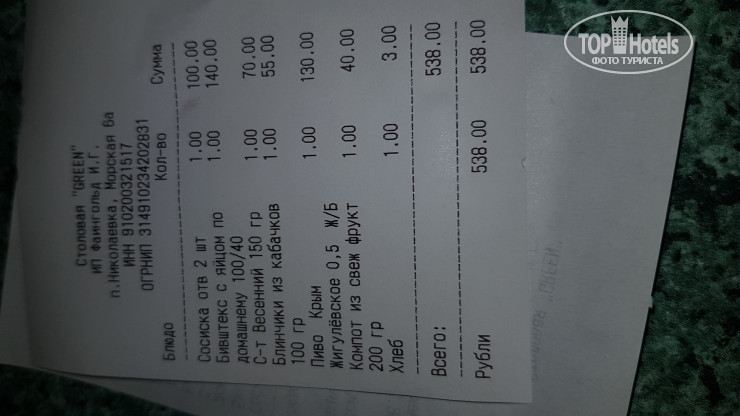 Столовая "GREEN"
ИП Фаингольд И.Г.
п.Николаевка, Морская 6а
ИНН 910200321517
ОГРНИП 314910234202831
Блюдо Кол-во Сумма
Сосиска отв 2 шт 1.00 100.00
Бивштекс с яйцом по 1.00 140.00
домашнему 100/40
С-т Весенний 150 гр 1.00 70.00
Блинчики из кабачков 1.00 55.00
100 гр
Пиво Крым 1.00 130.00
Жигулёвское 0,5 Ж/Б
Компот из свеж фрукт 1.00 40.00
200 гр
Хлеб 1.00 3.00
Всего: 538.00
Рубли 538.00 538.00
TOP Hotels
ФОТО ТУРИСТА